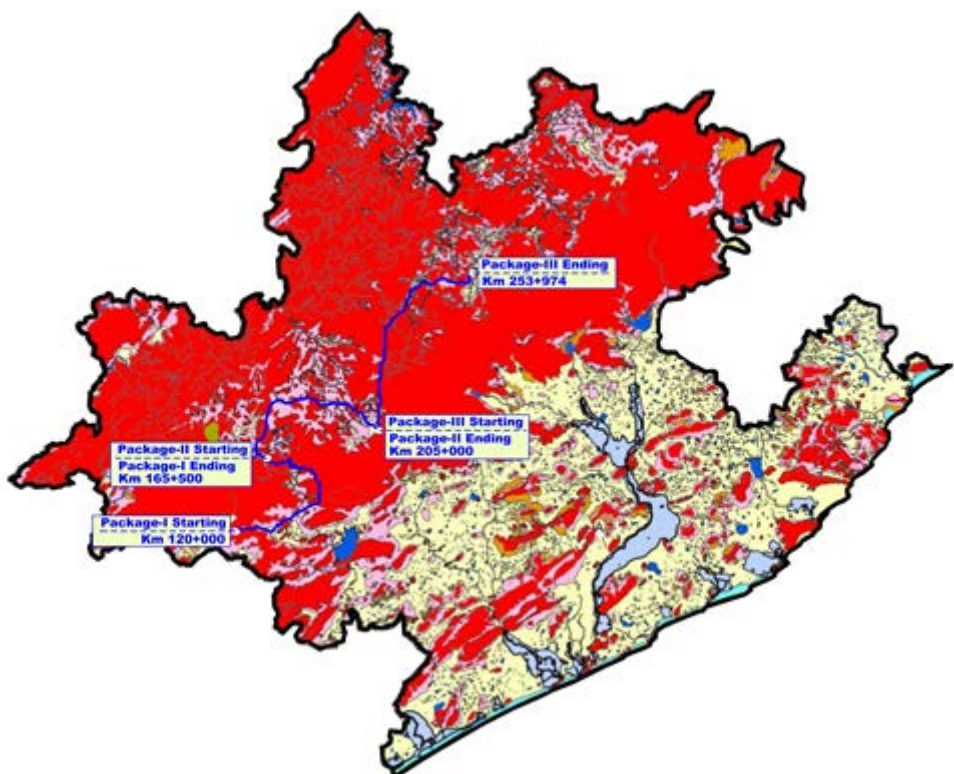 Package-III Ending
Km 253+974
Package-III Starting
Package-II Ending
Km 205+000
Package-II Starting
Package-I Ending
Km 165+500
Package-I Starting
Km 120+000